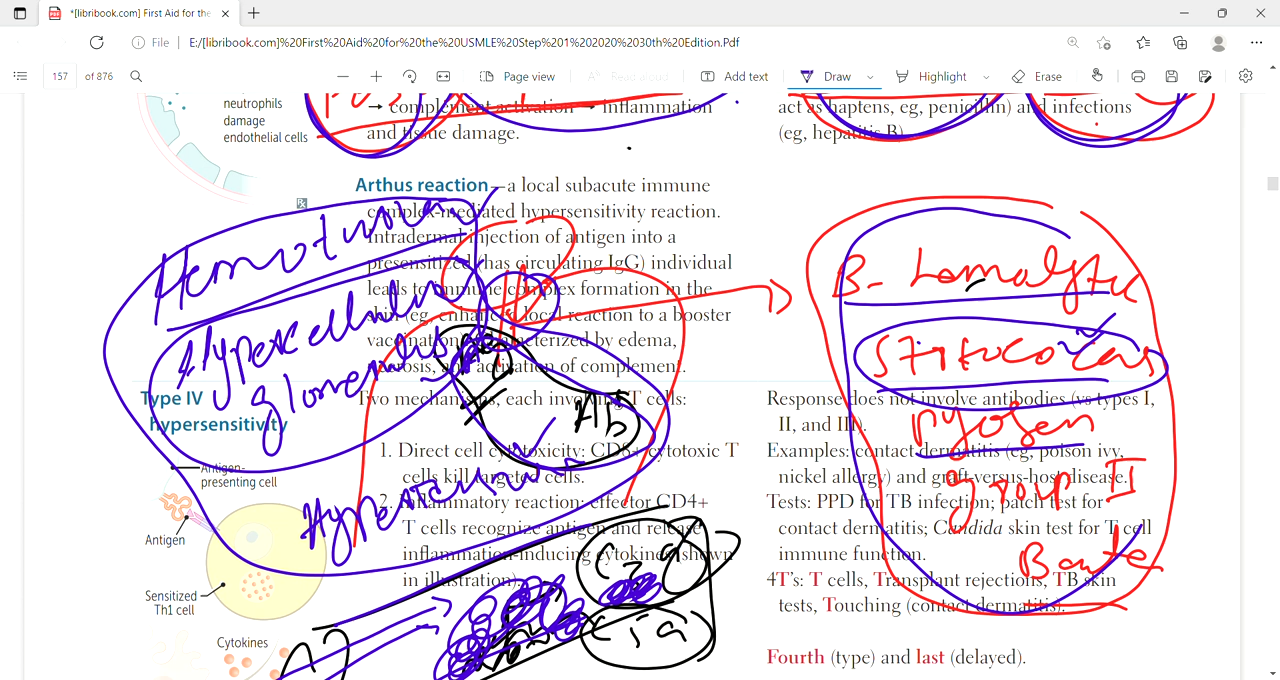 *[libribook.com] First Aid for the
File E:/[libribook.com]%20First%20Aid%20for%20the%20USMLE%20Step%201%202020%2030th%20Edition.Pdf
157 of 876 Page view Read aloud Add text Draw Highlight Erase
neutrophils
damage
endothelial cells
→ complement activation → inflammation
and tissue damage.
act as haptens, eg, penicillin) and infections
(eg, hepatitis B)
Arthus reaction—a local subacute immune
complex-mediated hypersensitivity reaction.
Intradermal injection of antigen into a
presensitized (has circulating IgG) individual
leads to immune complex formation in the
skin (eg, enhanced local reaction to a booster
vaccination). Characterized by edema,
necrosis, and activation of complement.
Hypercellular
B- hemolytic
pyogen
group II
Ab
C3a
Type IV
hypersensitivity
Two mechanisms, each involving T cells:
1. Direct cell cytotoxicity: CD8+ cytotoxic T
cells kill targeted cells.
2. Inflammatory reaction: effector CD4+
T cells recognize antigen and release
inflammation-inducing cytokines (shown
in illustration).
Response does not involve antibodies (vs types I,
II, and III).
Examples: contact dermatitis (eg, poison ivy,
nickel allergy) and graft-versus-host disease.
Tests: PPD for TB infection; patch test for
contact dermatitis; Candida skin test for T cell
immune function.
4T's: T cells, Transplant rejections, TB skin
tests, Touching (contact dermatitis).
Fourth (type) and last (delayed).
Antigen-
presenting cell
Antigen
Sensitized
Th1 cell
Cytokines